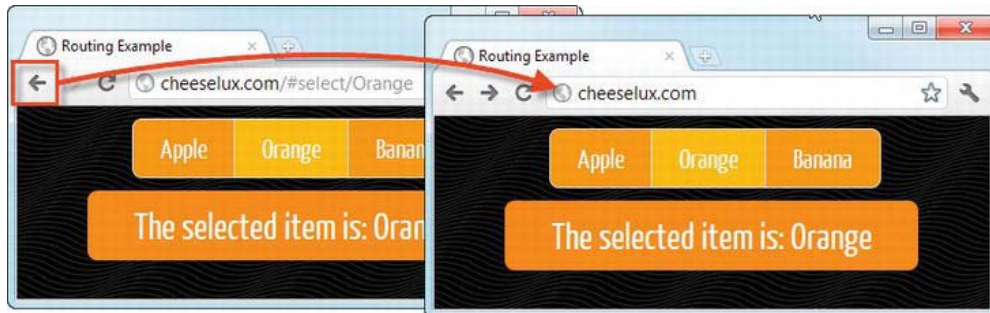 Routing Example
cheeselux.com/#select/Orange
Apple Orange Banan
The selected item is: Oran
Routing Example
cheeselux.com
Apple Orange Banana
The selected item is: Orange